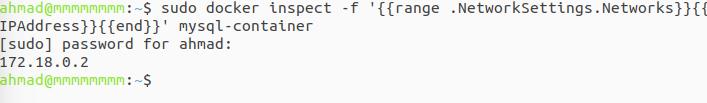 ahmad@mmmmmmmm:~$ sudo docker inspect -f '{{range .NetworkSettings.Networks}}{{
IPAddress}}{{end}}' mysql-container
[sudo] password for ahmad:
172.18.0.2
ahmad@mmmmmmmm:~$